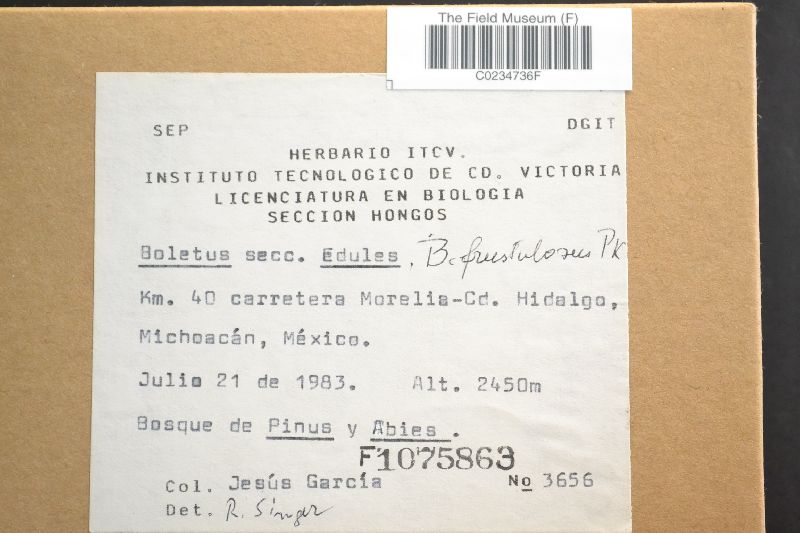 The Field Museum (F)
C0234736F
SEP DGIT
HERBARIO ITCV.
INSTITUTO TECNOLOGICO DE CD. VICTORIA
LICENCIATURA EN BIOLOGIA
SECCION HONGOS
Boletus secc. Edules. B. frustulosus Pk
Km. 40 carretera Morelia-Cd. Hidalgo,
Michoacán, México.
Julio 21 de 1983. Alt. 2450m
Bosque de Pinus y Abies.
F1075863
Col. Jesús García No 3656
Det. R. Singer